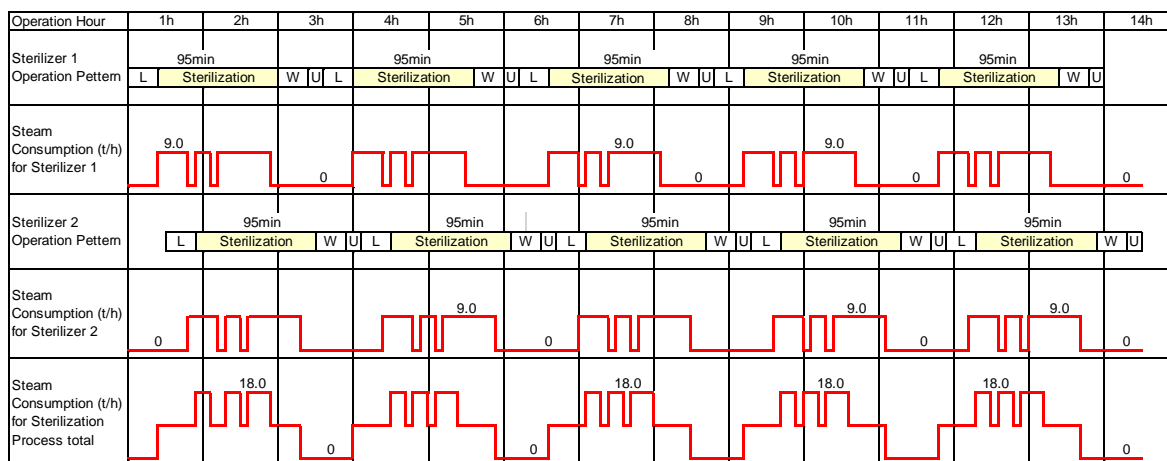 Operation Hour 1h 2h 3h 4h 5h 6h 7h 8h 9h 10h 11h 12h 13h 14h
Sterilizer 1 95min 95min 95min 95min 95min
Operation Pettern L Sterilization W U L Sterilization W U L Sterilization W U L Sterilization W U L Sterilization W U
Steam
Consumption (t/h) 9.0 9.0 9.0
for Sterilizer 1 0 0 0 0
Sterilizer 2 95min 95min 95min 95min 95min
Operation Pettern L Sterilization W U L Sterilization W U L Sterilization W U L Sterilization W U L Sterilization W U
Steam
Consumption (t/h) 9.0 9.0 9.0
for Sterilizer 2 0 0 0 0
Steam 18.0 18.0 18.0 18.0
Consumption (t/h)
for Sterilization
Process total 0 0 0